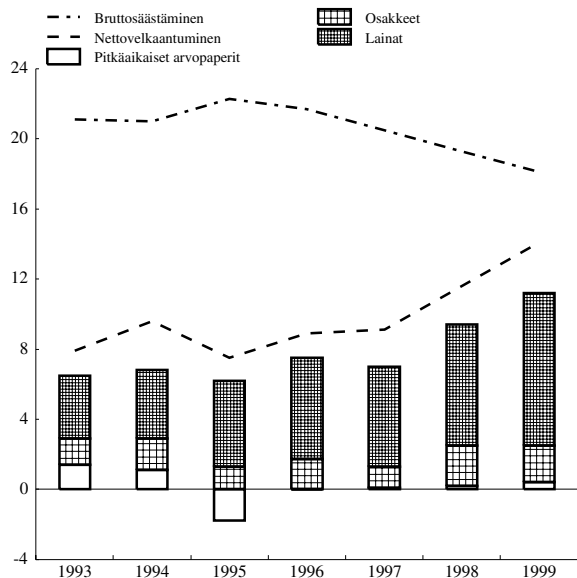 Bruttosäästäminen
Nettovelkaantuminen
Pitkäaikaiset arvopaperit
Osakkeet
Lainat
24
20
16
12
8
4
0
-4
1993 1994 1995 1996 1997 1998 1999